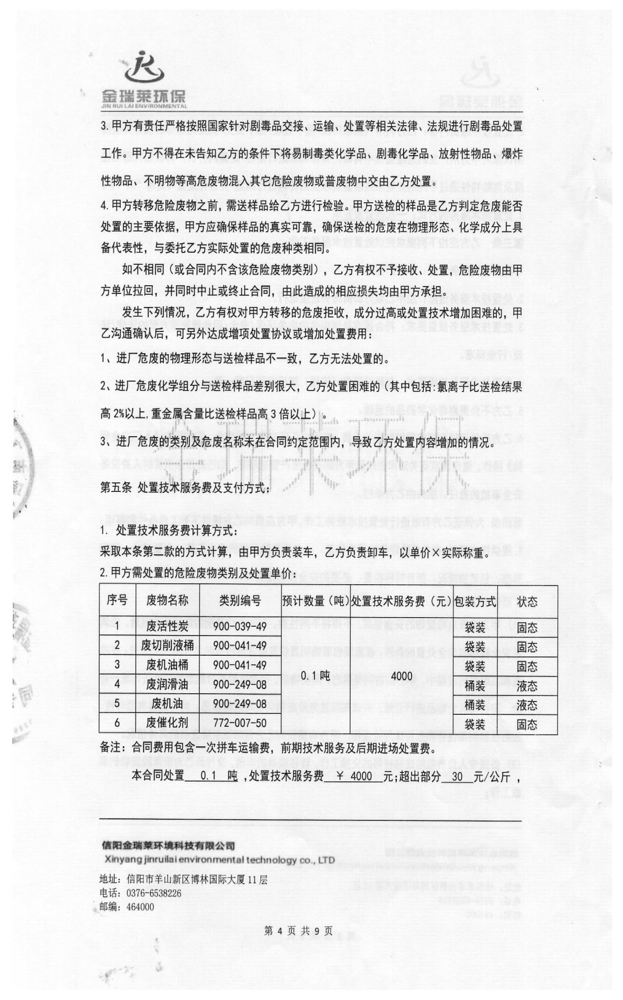 金瑞莱环保
JIN RUI LAI ENVIRONMENTAL
3.甲方有责任严格按照国家针对剧毒品交接、运输、处置等相关法律、法规进行剧毒品处置
工作。甲方不得在未告知乙方的条件下将易制毒类化学品、剧毒化学品、放射性物品、爆炸
性物品、不明物等高危废物混入其它危险废物或普废物中交由乙方处置。
4.甲方转移危险废物之前，需送样品给乙方进行检验。甲方送检的样品是乙方判定危废能否
处置的主要依据，甲方应确保样品的真实可靠，确保送检的危废在物理形态、化学成分上具
备代表性，与委托乙方实际处置的危废种类相同。
如不相同（或合同内不含该危险废物类别），乙方有权不予接收、处置，危险废物由甲
方单位拉回，并同时中止或终止合同，由此造成的相应损失均由甲方承担。
发生下列情况，乙方有权对甲方转移的危废拒收，成分过高或处置技术增加困难的，甲
乙沟通确认后，可另外达成增项处置协议或增加处置费用：
1、进厂危废的物理形态与送检样品不一致，乙方无法处置的。
2、进厂危废化学组分与送检样品差别很大，乙方处置困难的（其中包括:氯离子比送检结果
高2%以上,重金属含量比送检样品高3倍以上）。
3、进厂危废的类别及危废名称未在合同约定范围内，导致乙方处置内容增加的情况。
金瑞莱环保
第五条 处置技术服务费及支付方式；
1. 处置技术服务费计算方式：
采取本条第二款的方式计算，由甲方负责装车，乙方负责卸车，以单价×实际称重。
2.甲方需处置的危险废物类别及处置单价：
序号 废物名称 类别编号 预计数量（吨） 处置技术服务费（元） 包装方式 状态
1 废活性炭 900-039-49 袋装 固态
2 废切削液桶 900-041-49 袋装 固态
3 废机油桶 900-041-49 袋装 固态
0.1吨 4000
4 废润滑油 900-249-08 桶装 液态
5 废机油 900-249-08 桶装 液态
6 废催化剂 772-007-50 袋装 固态
备注：合同费用包含一次拼车运输费，前期技术服务及后期进场处置费。
本合同处置 0.1 吨 ,处置技术服务费 ￥ 4000 元;超出部分 30 元/公斤，
信阳金瑞莱环境科技有限公司
Xinyang jinruilai environmental technology co., LTD
地址：信阳市羊山新区博林国际大厦11层
电话：0376-6538226
邮编：464000
第 4 页 共 9 页